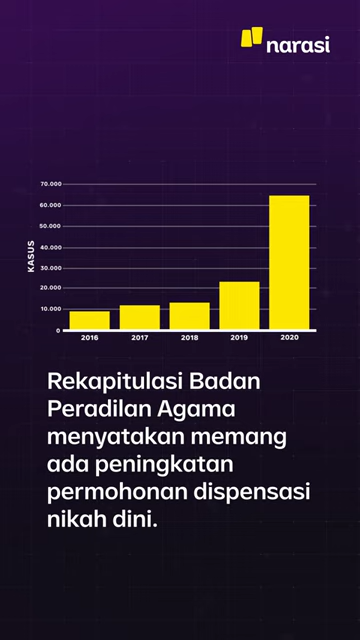 narasi
70.000
60.000
50.000
40.000
30.000
20.000
10.000
0
KASUS
2016 2017 2018 2019 2020
Rekapitulasi Badan
Peradilan Agama
menyatakan memang
ada peningkatan
permohonan dispensasi
nikah dini.